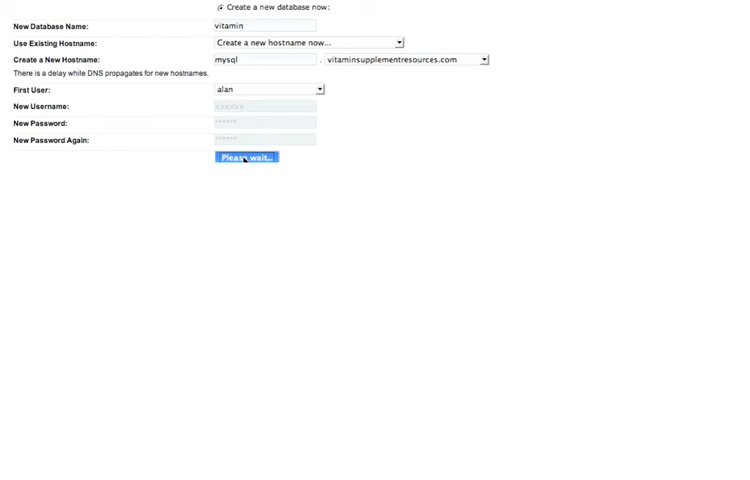 Create a new database now:
New Database Name: vitamin
Use Existing Hostname: Create a new hostname now...
Create a New Hostname: mysql . vitaminsupplementresources.com
There is a delay while DNS propagates for new hostnames.
First User: alan
New Username: xxxxxx
New Password: ******
New Password Again: ******
Please wait...